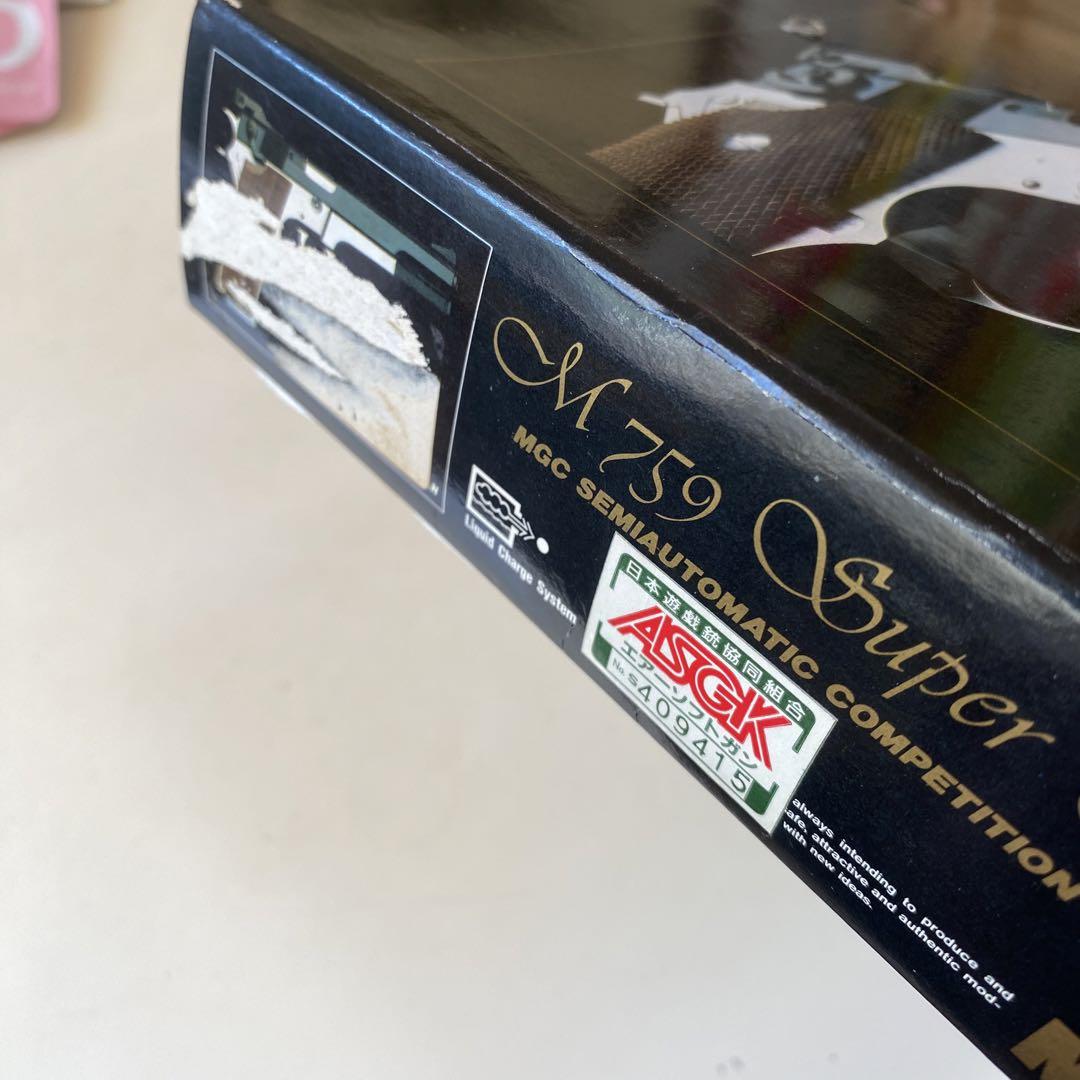 M759 Super
MGC SEMIAUTOMATIC COMPETITION
Liquid Charge System
日本遊戯銃協同組合
ASGK
エアーソフトガン
No. S409415
always intending to produce and
safe, attractive and authentic mod-
with new ideas.